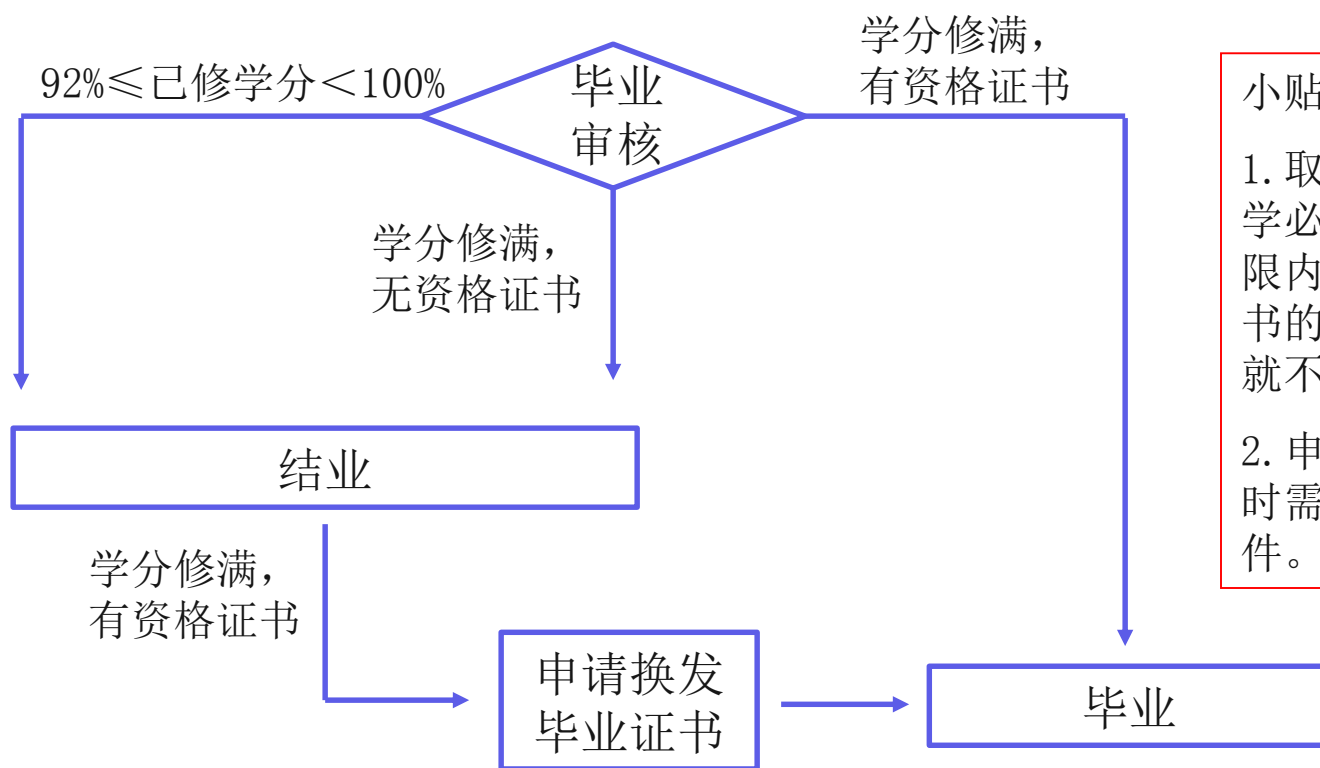 92%≤已修学分＜100%
毕业
审核
学分修满，
有资格证书
学分修满，
无资格证书
结业
学分修满，
有资格证书
申请换发
毕业证书
毕业
小贴
1.取
学必
限内
书的
就不
2.申
时需
件。